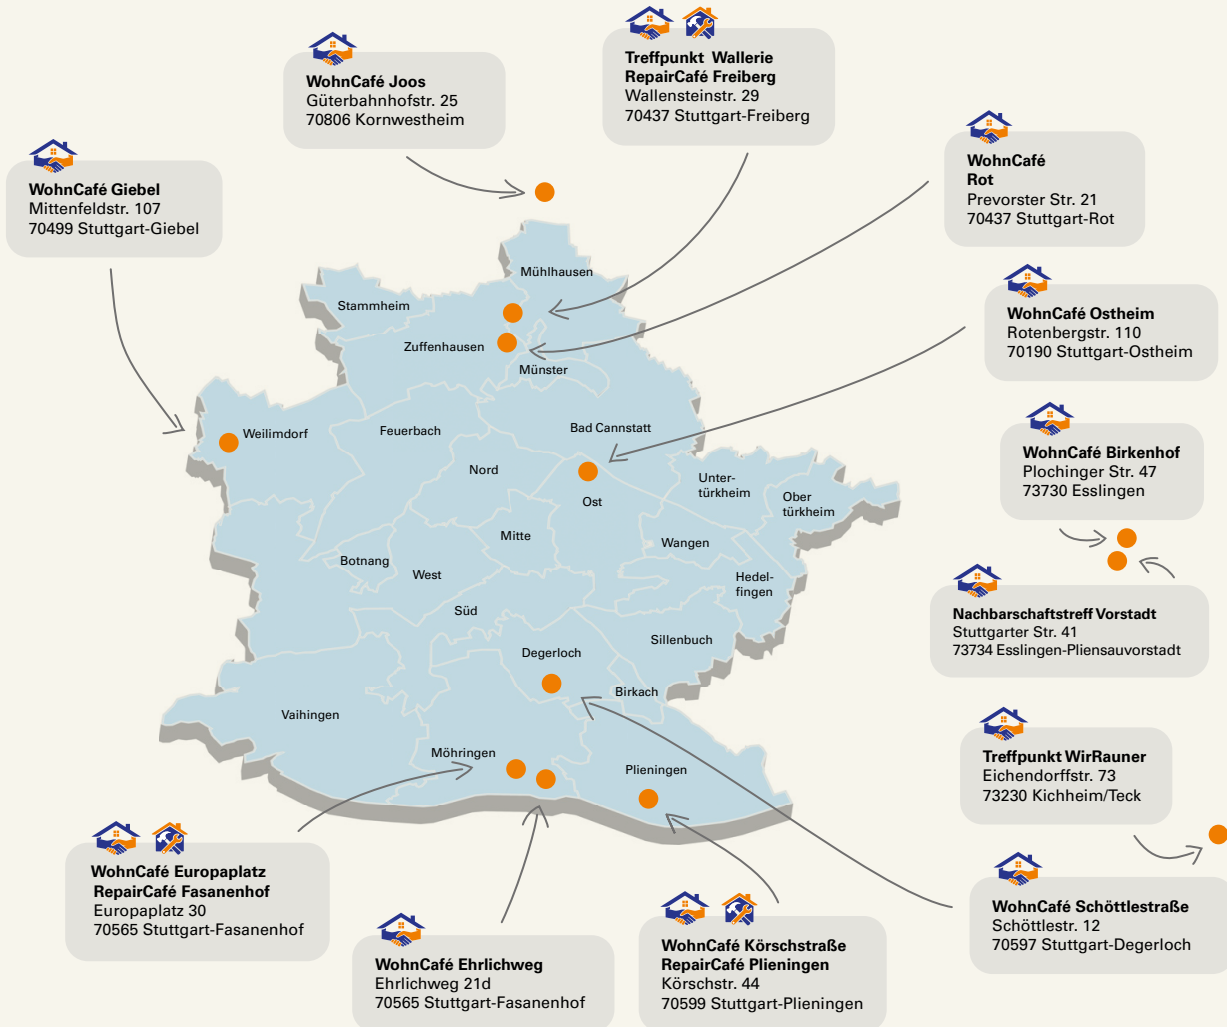 WohnCafé Joos
Güterbahnhofstr. 25
70806 Kornwestheim
Treffpunkt Wallerie
RepairCafé Freiberg
Wallensteinstr. 29
70437 Stuttgart-Freiberg
WohnCafé
Rot
Prevorster Str. 21
70437 Stuttgart-Rot
WohnCafé Giebel
Mittenfeldstr. 107
70499 Stuttgart-Giebel
WohnCafé Ostheim
Rotenbergstr. 110
70190 Stuttgart-Ostheim
WohnCafé Birkenhof
Plochinger Str. 47
73730 Esslingen
Nachbarschaftstreff Vorstadt
Stuttgarter Str. 41
73734 Esslingen-Pliensauvorstadt
Treffpunkt WirRauner
Eichendorffstr. 73
73230 Kichheim/Teck
WohnCafé Schöttlestraße
Schöttlestr. 12
70597 Stuttgart-Degerloch
WohnCafé Europaplatz
RepairCafé Fasanenhof
Europaplatz 30
70565 Stuttgart-Fasanenhof
WohnCafé Ehrlichweg
Ehrlichweg 21d
70565 Stuttgart-Fasanenhof
WohnCafé Körschstraße
RepairCafé Plieningen
Körschstr. 44
70599 Stuttgart-Plieningen
Mühlhausen
Stammheim
Zuffenhausen
Münster
Weilimdorf
Feuerbach
Bad Cannstatt
Nord
Unter-
türkheim
Ober
türkheim
Ost
Mitte
Wangen
Botnang
West
Hedel-
fingen
Süd
Sillenbuch
Degerloch
Birkach
Vaihingen
Möhringen
Plieningen